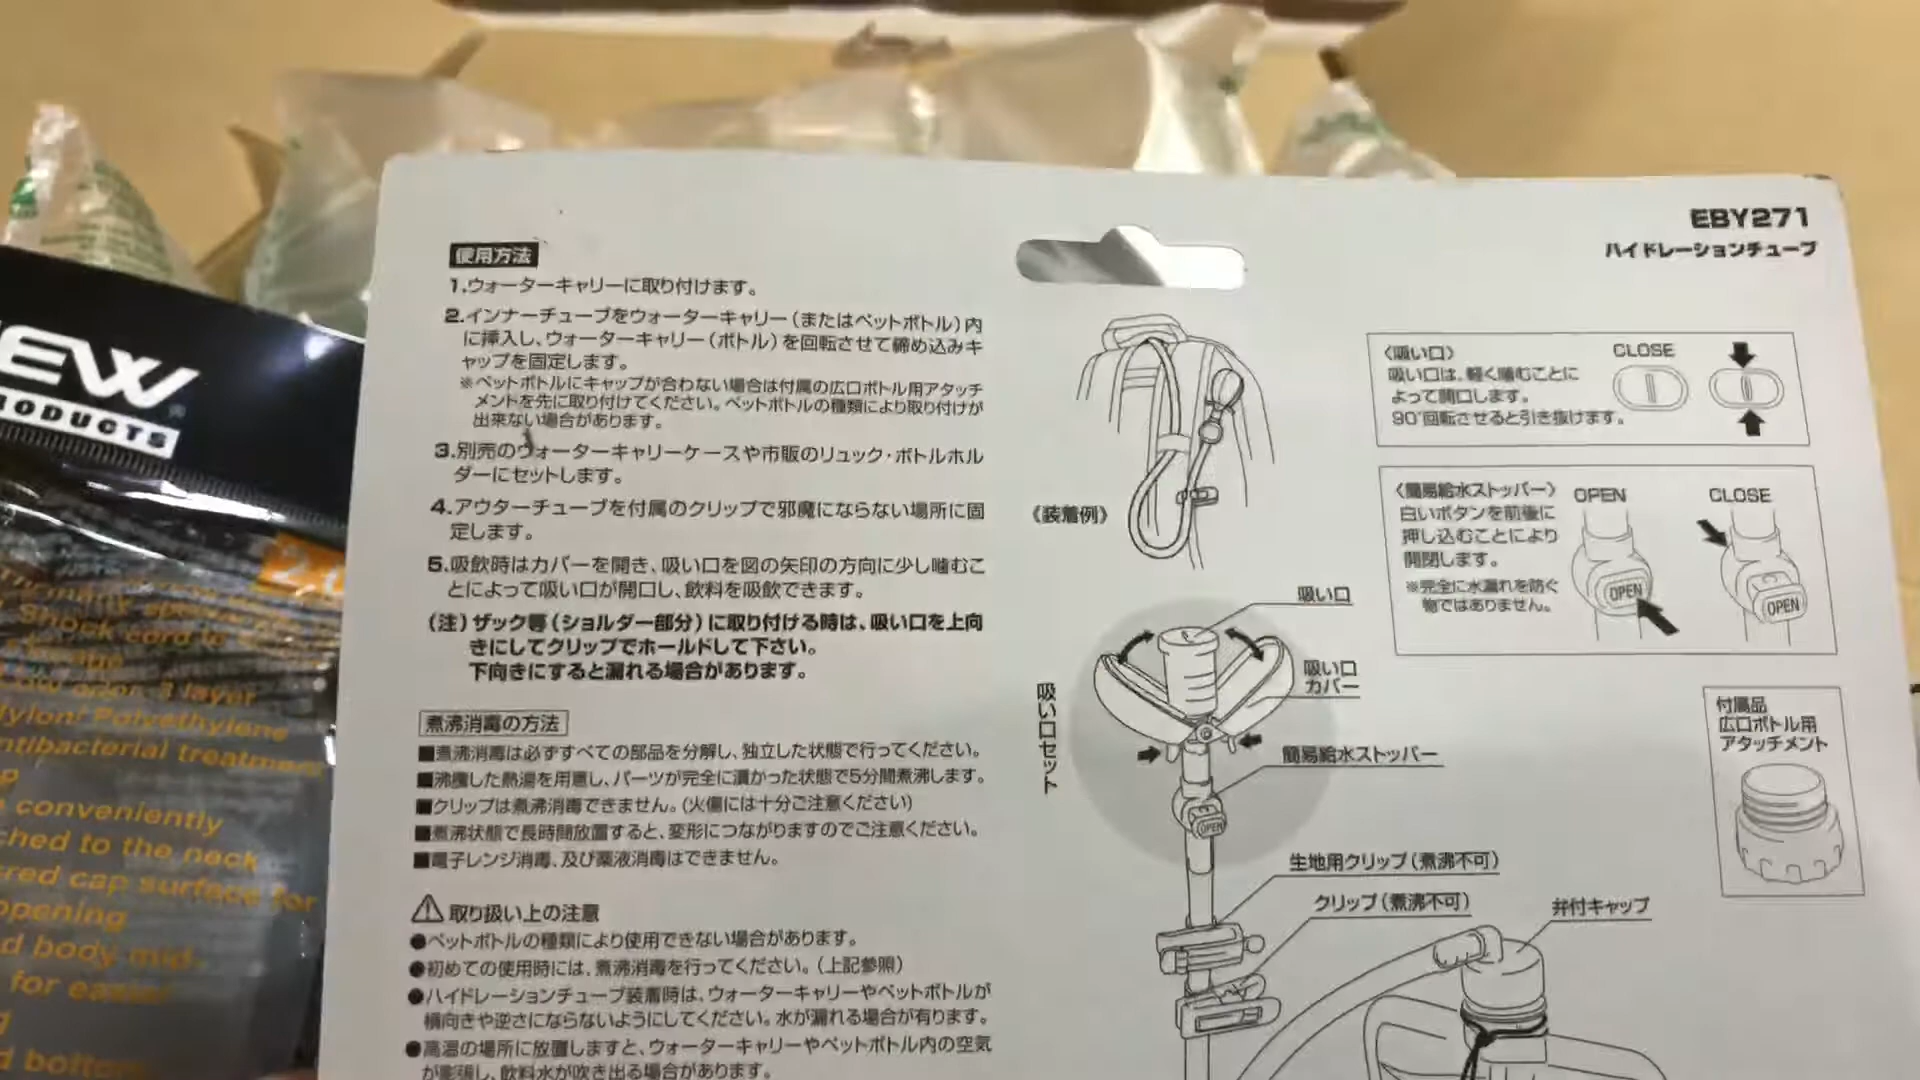 使用方法
1.ウォーターキャリーに取り付けます。
2.インナーチューブをウォーターキャリー(またはペットボトル)内
に挿入し、ウォーターキャリー(ボトル)を回転させて締め込みキ
ャップを固定します。
※ペットボトルにキャップが合わない場合は付属の広口ボトル用アタッチ
メントを先に取り付けてください。ペットボトルの種類により取り付けが
出来ない場合があります。
3.別売のウォーターキャリーケースや市販のリュック・ボトルホル
ダーにセットします。
4.アウターチューブを付属のクリップで邪魔にならない場所に固
定します。
5.吸飲時はカバーを開き、吸い口を図の矢印の方向に少し噛むこ
とによって吸い口が開口し、飲料を吸飲できます。
(注)ザック等(ショルダー部分)に取り付ける時は、吸い口を上向
きにしてクリップでホールドして下さい。
下向きにすると漏れる場合があります。
煮沸消毒の方法
■煮沸消毒は必ずすべての部品を分解し、独立した状態で行ってください。
■沸騰した熱湯を用意し、パーツが完全に漬かった状態で5分間煮沸します。
■クリップは煮沸消毒できません。(火傷には十分ご注意ください)
■煮沸状態で長時間放置すると、変形につながりますのでご注意ください。
■電子レンジ消毒、及び薬液消毒はできません。
取り扱い上の注意
●ペットボトルの種類により使用できない場合があります。
●初めての使用時には、煮沸消毒を行ってください。(上記参照)
●ハイドレーションチューブ装着時は、ウォーターキャリーやペットボトルが
横向きや逆さにならないようにしてください。水が漏れる場合が有ります。
●高温の場所に放置しますと、ウォーターキャリーやペットボトル内の空気
が膨張し、飲料水が吹き出る場合があります。
EBY271
ハイドレーションチューブ
《装着例》
〈吸い口〉
吸い口は、軽く噛むことに
よって開口します。
90°回転させると引き抜けます。
CLOSE
〈簡易給水ストッパー〉
白いボタンを前後に
押し込むことにより
開閉します。
※完全に水漏れを防ぐ
物ではありません。
OPEN
CLOSE
OPEN
OPEN
吸い口セット
吸い口
吸い口
カバー
簡易給水ストッパー
OPEN
生地用クリップ(煮沸不可)
クリップ(煮沸不可)
弁付キャップ
付属品
広口ボトル用
アタッチメント
EW
RODUCTS
2.0
Shock cord to
3 layer
ylon/ Polyethylene
ntibacterial treatment
conveniently
ched to the neck
red cap surface for
opening
d body mid-
for easier
d bottom